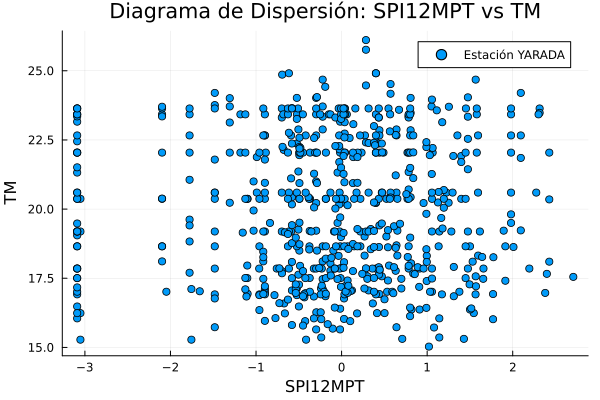 Diagrama de Dispersión: SPI12MPT vs TM
Estación YARADA
25.0
22.5
20.0
17.5
15.0
TM
−3
−2
−1
0
1
2
SPI12MPT